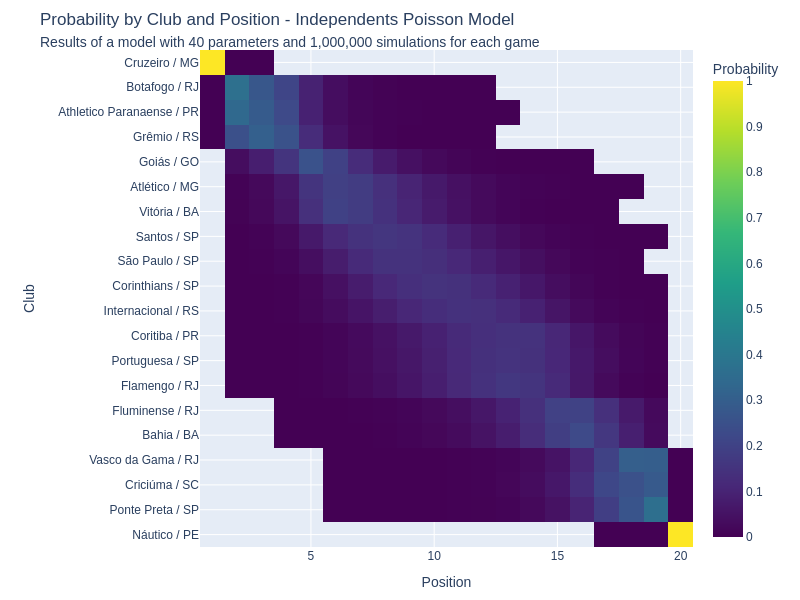 Probability by Club and Position - Independents Poisson Model
Results of a model with 40 parameters and 1,000,000 simulations for each game
Probability
Club
Cruzeiro / MG
Botafogo / RJ
Athletico Paranaense / PR
Grêmio / RS
Goiás / GO
Atlético / MG
Vitória / BA
Santos / SP
São Paulo / SP
Corinthians / SP
Internacional / RS
Coritiba / PR
Portuguesa / SP
Flamengo / RJ
Fluminense / RJ
Bahia / BA
Vasco da Gama / RJ
Criciúma / SC
Ponte Preta / SP
Náutico / PE
5 10 15 20
Position
1
0.9
0.8
0.7
0.6
0.5
0.4
0.3
0.2
0.1
0